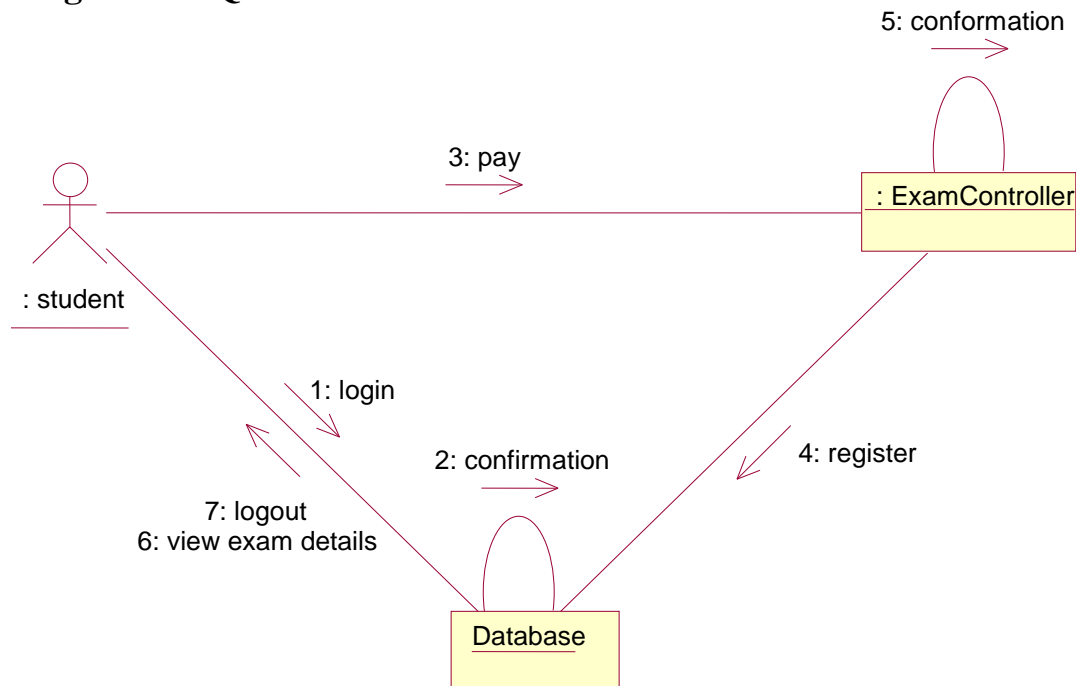 5: conformation
3: pay
: ExamController
: student
1: login
2: confirmation
4: register
7: logout
6: view exam details
Database